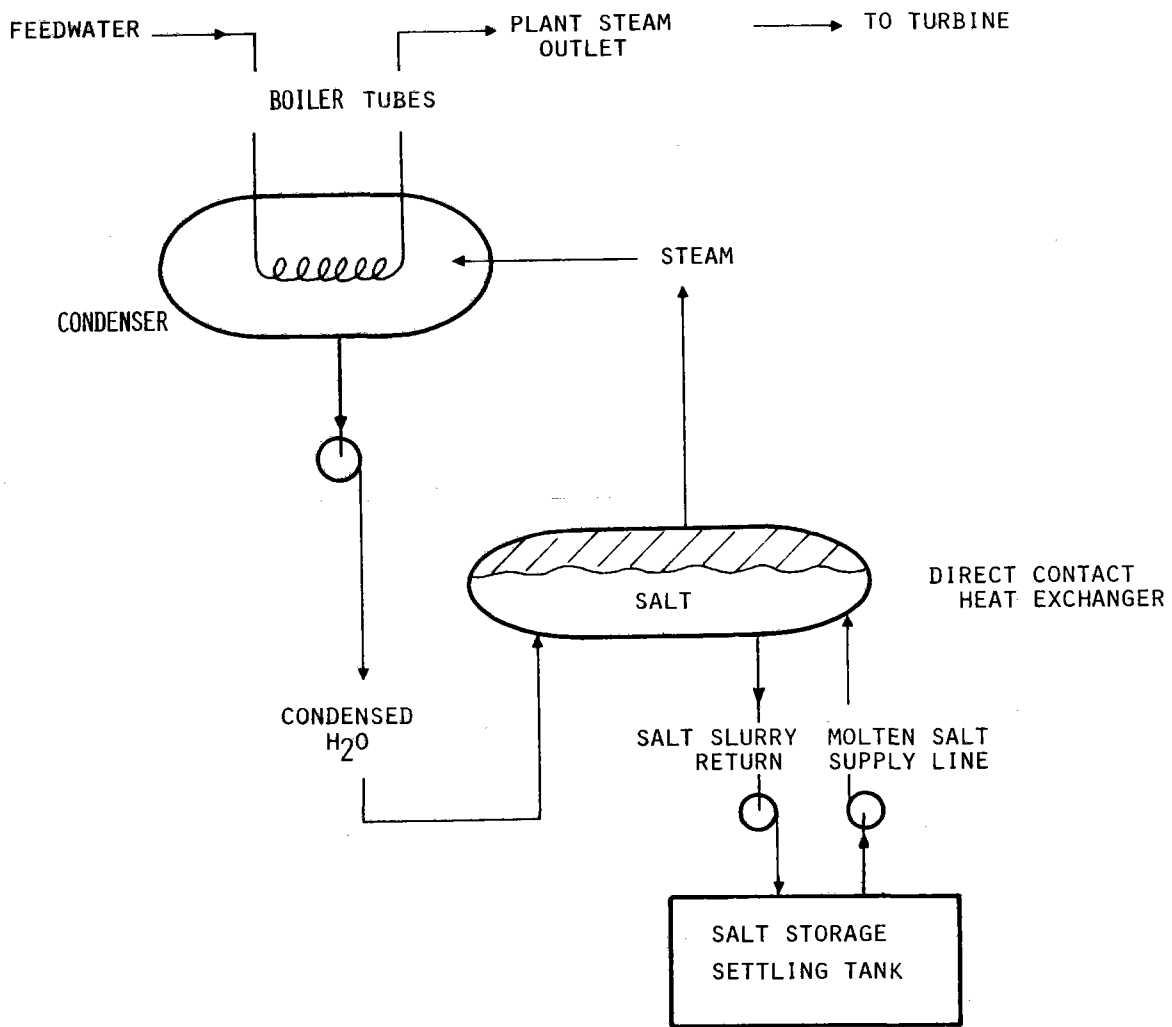 FEEDWATER
PLANT STEAM
OUTLET
TO TURBINE
BOILER TUBES
STEAM
CONDENSER
DIRECT CONTACT
HEAT EXCHANGER
SALT
CONDENSED
H2O
SALT SLURRY
RETURN
MOLTEN SALT
SUPPLY LINE
SALT STORAGE
SETTLING TANK